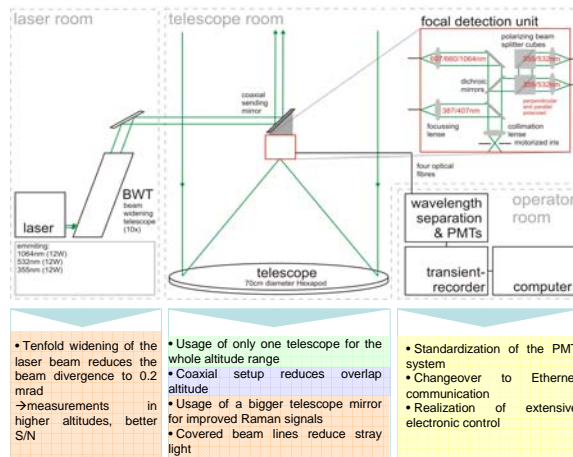 laser room
telescope room
focal detection unit
polarizing beam
splitter cubes
607/660/1064nm
355/532nm
355/532nm
dichroic
mirrors
perpendicular
and parallel
polarized
387/407nm
focussing
lense
collimation
lense
motorized iris
coaxial
sending
mirror
four optical
fibres
BWT
beam
widening
telescope
(10x)
laser
emmiting:
1064nm (12W)
532nm (12W)
355nm (12W)
telescope
70cm diameter Hexapod
operator
room
wavelength
separation
& PMTs
transient-
recorder
computer
• Tenfold widening of the
laser beam reduces the
beam divergence to 0.2
mrad
→measurements in
higher altitudes, better
S/N
• Usage of only one telescope for the
whole altitude range
• Coaxial setup reduces overlap
altitude
• Usage of a bigger telescope mirror
for improved Raman signals
• Covered beam lines reduce stray
light
• Standardization of the PMT
system
• Changeover to Etherne
communication
• Realization of extensive
electronic control